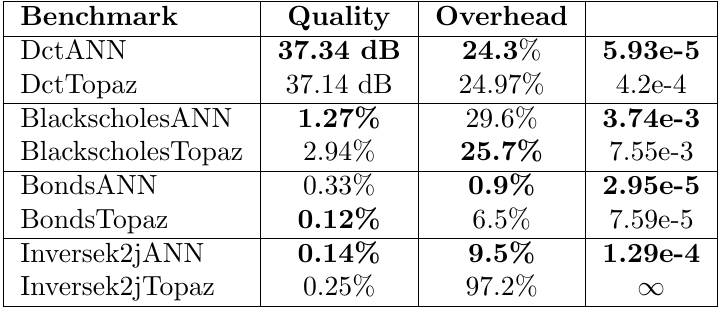 Benchmark Quality Overhead
DctANN 37.34 dB 24.3% 5.93e-5
DctTopaz 37.14 dB 24.97% 4.2e-4
BlackscholesANN 1.27% 29.6% 3.74e-3
BlackscholesTopaz 2.94% 25.7% 7.55e-3
BondsANN 0.33% 0.9% 2.95e-5
BondsTopaz 0.12% 6.5% 7.59e-5
Inversek2jANN 0.14% 9.5% 1.29e-4
Inversek2jTopaz 0.25% 97.2% ∞